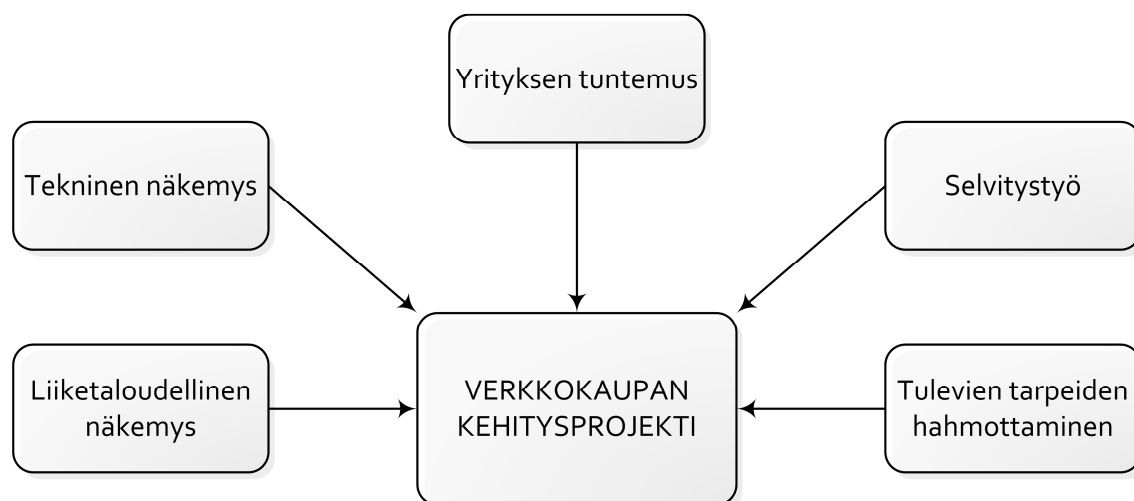 Yrityksen tuntemus
Tekninen näkemys
Selvitystyö
Liiketaloudellinen
näkemys
VERKKOKAUPAN
KEHITYSPROJEKTI
Tulevien tarpeiden
hahmottaminen